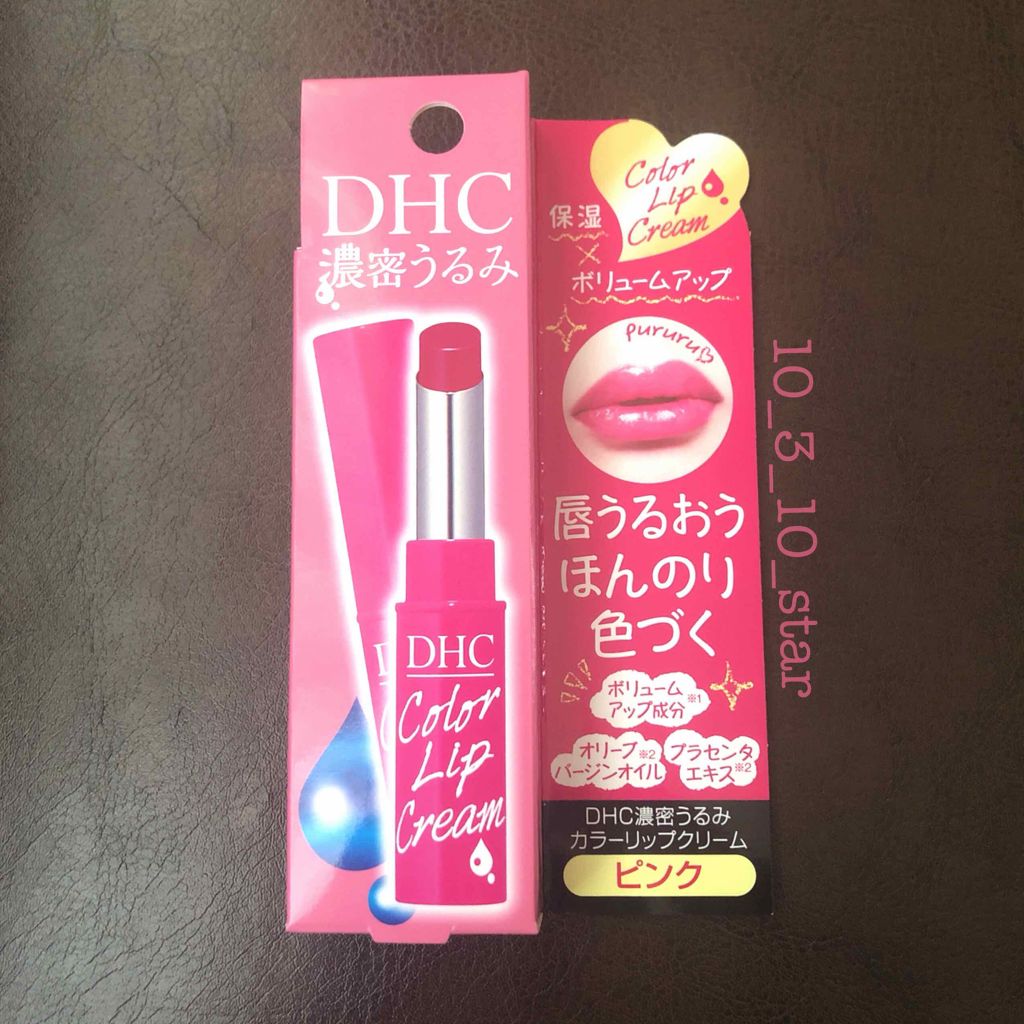 DHC
濃密うるみ
DHC
Color
Lip
Cream
Color
Lip
Cream
保湿
×
ボリュームアップ
pururu
唇うるおう
ほんのり
色づく
ボリューム
アップ成分※1
オリーブ※2
バージンオイル
プラセンタ
エキス※2
DHC濃密うるみ
カラーリップクリーム
ピンク
10_3_10_star